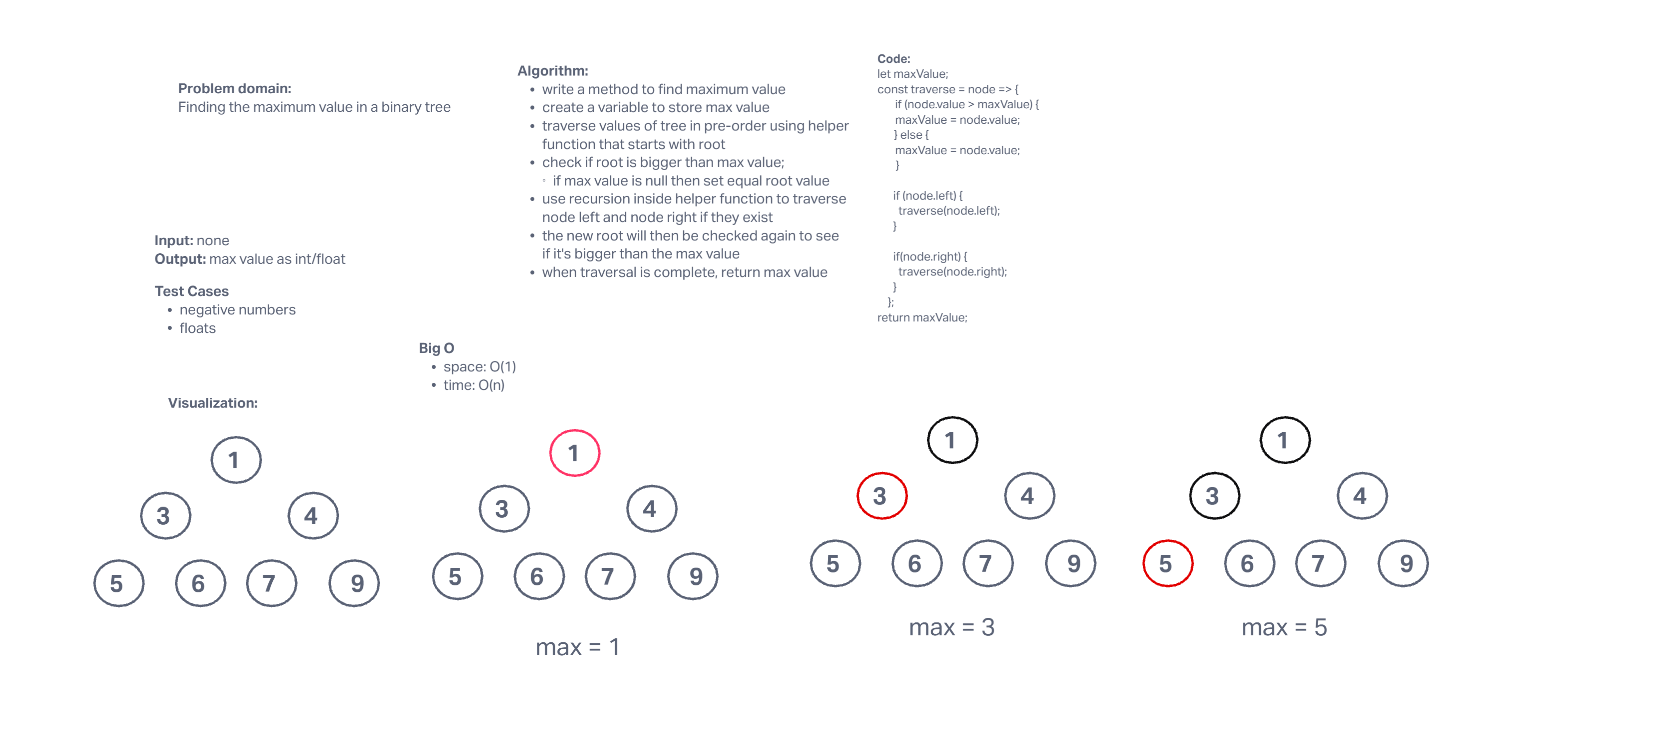 Problem domain:
Finding the maximum value in a binary tree
Input: none
Output: max value as int/float
Test Cases
• negative numbers
• floats
Algorithm:
• write a method to find maximum value
• create a variable to store max value
• traverse values of tree in pre-order using helper
function that starts with root
• check if root is bigger than max value;
◦ if max value is null then set equal root value
• use recursion inside helper function to traverse
node left and node right if they exist
• the new root will then be checked again to see
if it's bigger than the max value
• when traversal is complete, return max value
Big O
• space: O(1)
• time: O(n)
Code:
let maxValue;
const traverse = node => {
if (node.value > maxValue) {
maxValue = node.value;
} else {
maxValue = node.value;
}
if (node.left) {
traverse(node.left);
}
if(node.right) {
traverse(node.right);
}
};
return maxValue;
Visualization:
1
3 4
5 6 7 9
1
3 4
5 6 7 9
max = 1
1
3 4
5 6 7 9
max = 3
1
3 4
5 6 7 9
max = 5